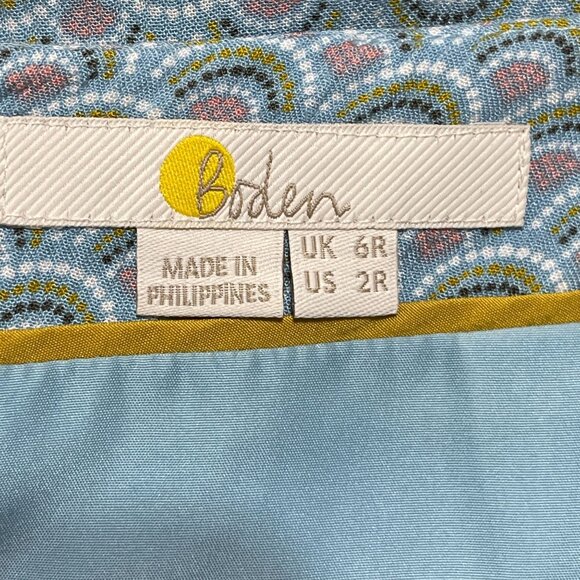 Boden
MADE IN
PHILIPPINES
UK 6R
US 2R